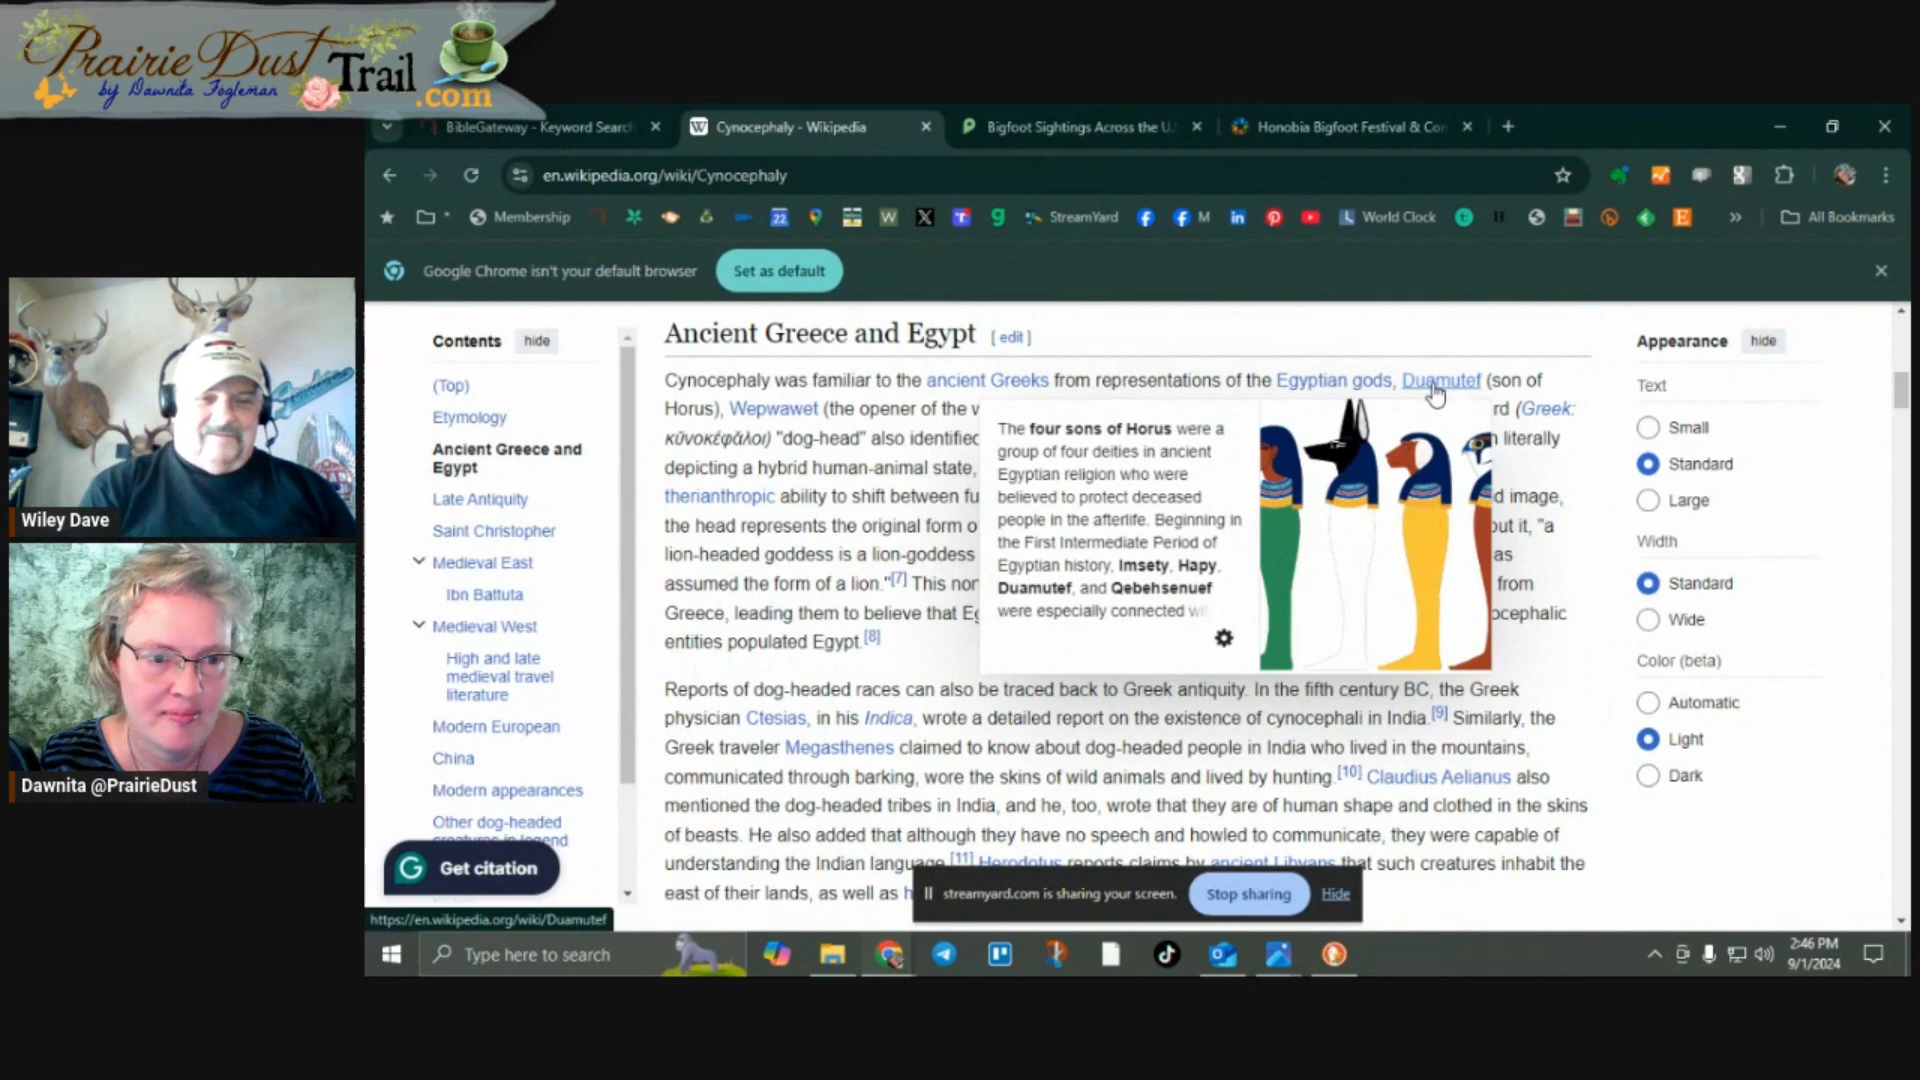 Prairie Dust Trail
by Dawnita Fogleman
.com
BibleGateway - Keyword Search
Cynocephaly - Wikipedia
Bigfoot Sightings Across the U.
Honobia Bigfoot Festival & Con
en.wikipedia.org/wiki/Cynocephaly
Membership
22
StreamYard
M
World Clock
All Bookmarks
Google Chrome isn't your default browser
Set as default
Contents
hide
(Top)
Etymology
Ancient Greece and
Egypt
Late Antiquity
Saint Christopher
Medieval East
Ibn Battuta
Medieval West
High and late
medieval travel
literature
Modern European
China
Modern appearances
Other dog-headed
creatures in legend
Get citation
https://en.wikipedia.org/wiki/Duamutef
Ancient Greece and Egypt [ edit ]
Cynocephaly was familiar to the ancient Greeks from representations of the Egyptian gods, Duamutef (son of
Horus), Wepwawet (the opener of the w rd (Greek:
κῠνοκέφᾰλοι) "dog-head" also identified literally
depicting a hybrid human-animal state,
therianthropic ability to shift between fu d image,
the head represents the original form o out it, "a
lion-headed goddess is a lion-goddess as
assumed the form of a lion."[7] This non from
Greece, leading them to believe that Eg ocephalic
entities populated Egypt.[8]
The four sons of Horus were a
group of four deities in ancient
Egyptian religion who were
believed to protect deceased
people in the afterlife. Beginning in
the First Intermediate Period of
Egyptian history, Imsety, Hapy,
Duamutef, and Qebehsenuef
were especially connected wi
Reports of dog-headed races can also be traced back to Greek antiquity. In the fifth century BC, the Greek
physician Ctesias, in his Indica, wrote a detailed report on the existence of cynocephali in India.[9] Similarly, the
Greek traveler Megasthenes claimed to know about dog-headed people in India who lived in the mountains,
communicated through barking, wore the skins of wild animals and lived by hunting.[10] Claudius Aelianus also
mentioned the dog-headed tribes in India, and he, too, wrote that they are of human shape and clothed in the skins
of beasts. He also added that although they have no speech and howled to communicate, they were capable of
understanding the Indian language.[11] Herodotus reports claims by ancient Libyans that such creatures inhabit the
east of their lands, as well as h
streamyard.com is sharing your screen.
Stop sharing
Hide
Appearance
hide
Text
Small
Standard
Large
Width
Standard
Wide
Color (beta)
Automatic
Light
Dark
Wiley Dave
Dawnita @PrairieDust
Type here to search
2:46 PM
9/1/2024